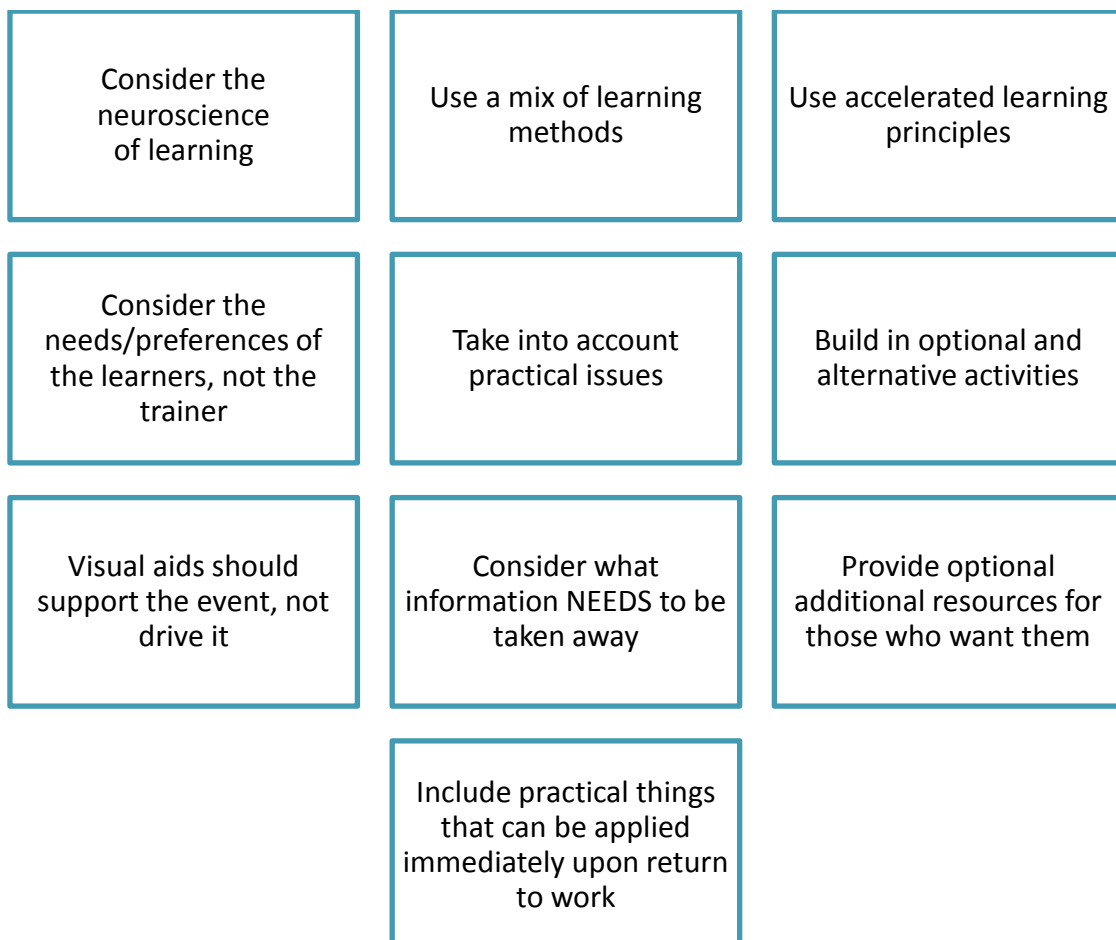 Consider the
neuroscience
of learning
Use a mix of learning
methods
Use accelerated learning
principles
Consider the
needs/preferences of
the learners, not the
trainer
Take into account
practical issues
Build in optional and
alternative activities
Visual aids should
support the event, not
drive it
Consider what
information NEEDS to be
taken away
Provide optional
additional resources for
those who want them
Include practical things
that can be applied
immediately upon return
to work